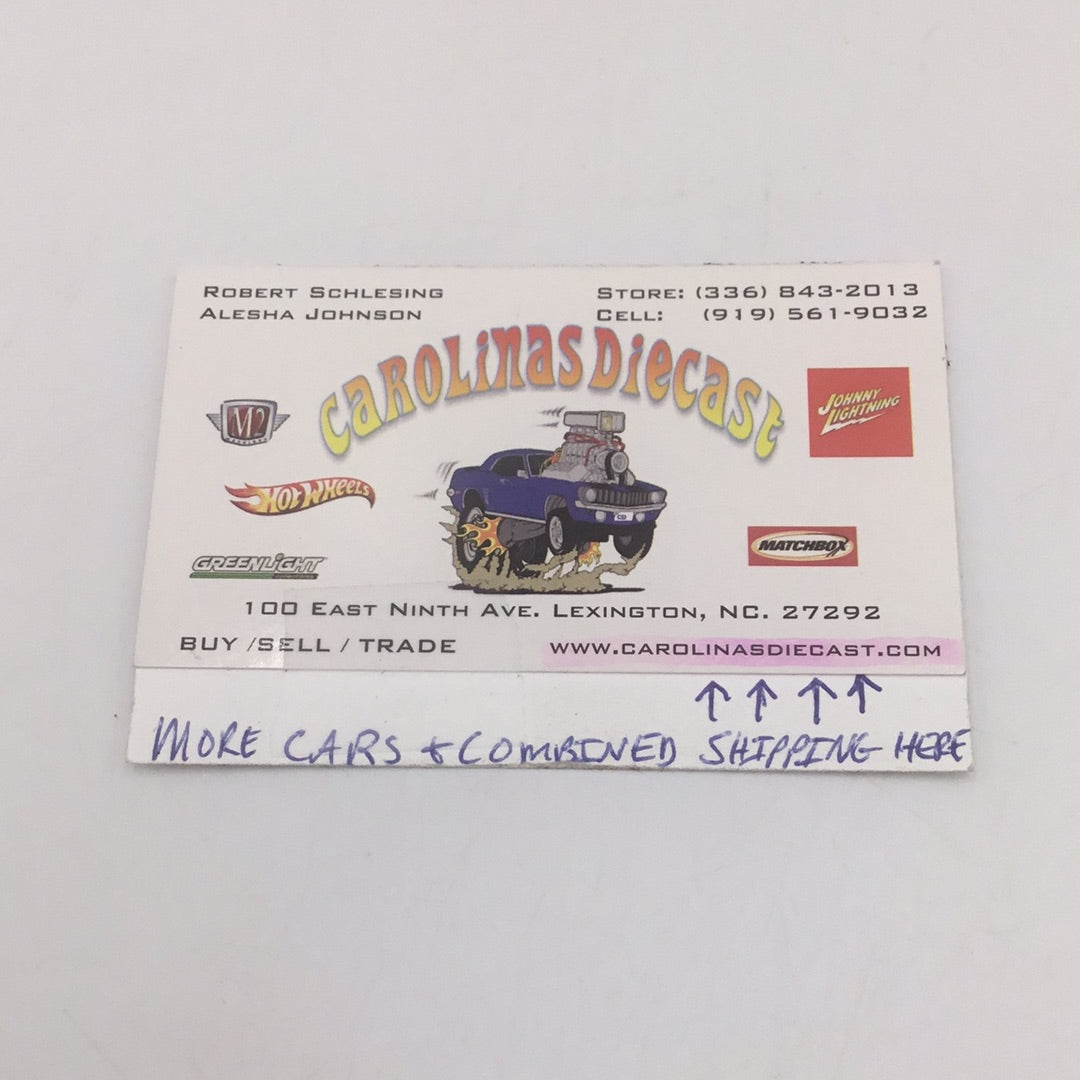 ROBERT SCHLESING
ALESHA JOHNSON
STORE: (336) 843-2013
CELL: (919) 561-9032
CAROLINAS DIECAST
M2
JOHNNY LIGHTNING
HOT WHEELS
GREENLIGHT
MATCHBOX
100 EAST NINTH AVE. LEXINGTON, NC. 27292
BUY /SELL / TRADE
WWW.CAROLINASDIECAST.COM
↑ ↑ ↑ ↑
MORE CARS & COMBINED SHIPPING HERE